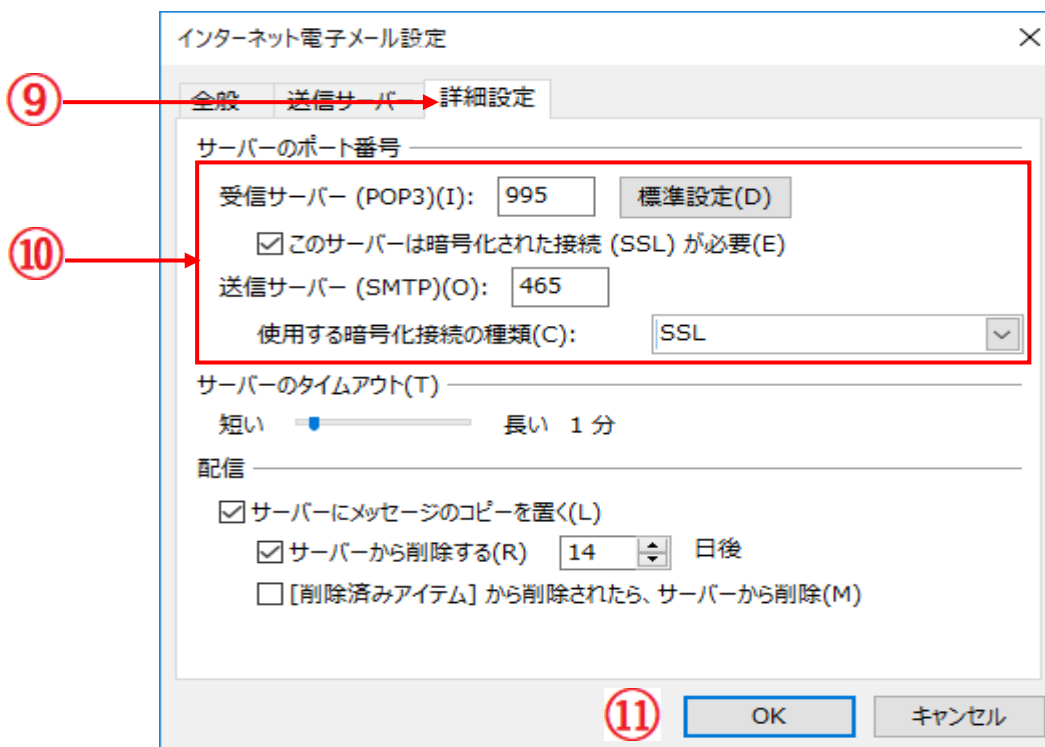 インターネット電子メール設定
⑨
全般 送信サーバー 詳細設定
サーバーのポート番号
⑩
受信サーバー (POP3)(I): 995 標準設定(D)
このサーバーは暗号化された接続 (SSL) が必要(E)
送信サーバー (SMTP)(O): 465
使用する暗号化接続の種類(C): SSL
サーバーのタイムアウト(T)
短い 長い 1 分
配信
サーバーにメッセージのコピーを置く(L)
サーバーから削除する(R) 14 日後
[削除済みアイテム] から削除されたら、サーバーから削除(M)
⑪ OK キャンセル